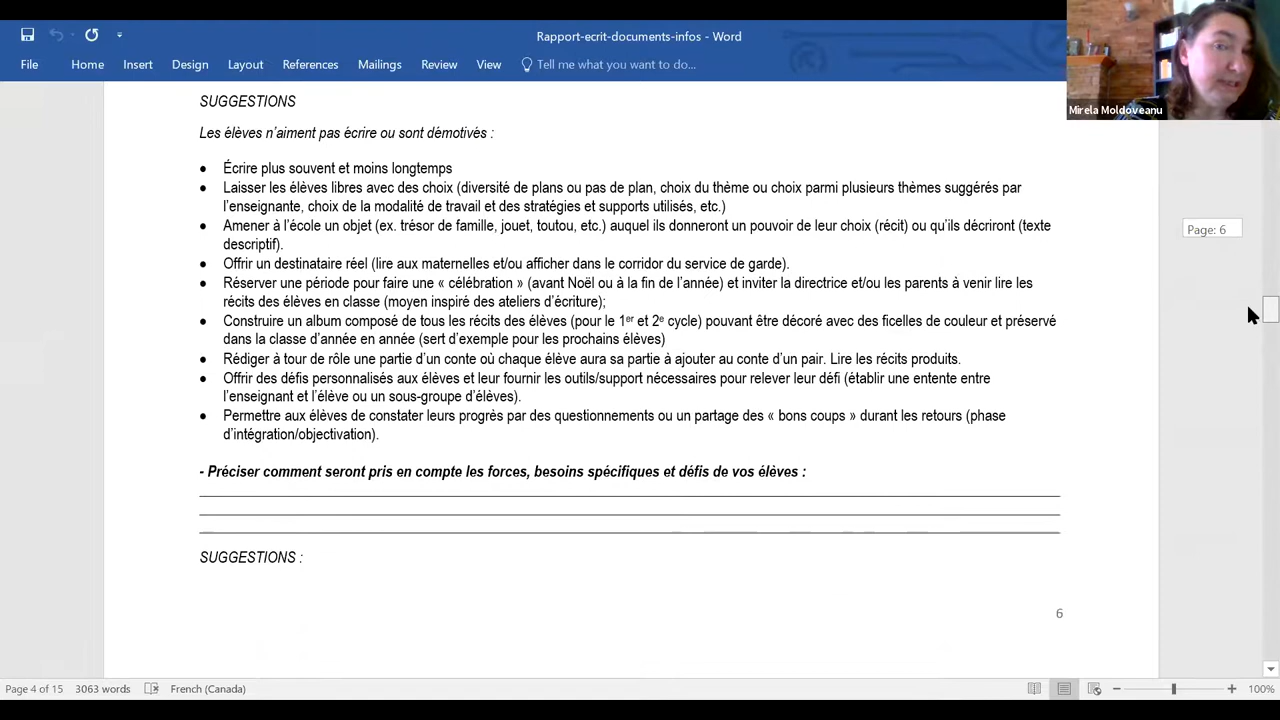 Rapport-ecrit-documents-infos - Word
File Home Insert Design Layout References Mailings Review View Tell me what you want to do...
Mirela Moldoveanu
SUGGESTIONS
Les élèves n'aiment pas écrire ou sont démotivés :
• Écrire plus souvent et moins longtemps
• Laisser les élèves libres avec des choix (diversité de plans ou pas de plan, choix du thème ou choix parmi plusieurs thèmes suggérés par
l'enseignante, choix de la modalité de travail et des stratégies et supports utilisés, etc.)
• Amener à l'école un objet (ex. trésor de famille, jouet, toutou, etc.) auquel ils donneront un pouvoir de leur choix (récit) ou qu'ils décriront (texte
descriptif).
• Offrir un destinataire réel (lire aux maternelles et/ou afficher dans le corridor du service de garde).
• Réserver une période pour faire une « célébration » (avant Noël ou à la fin de l'année) et inviter la directrice et/ou les parents à venir lire les
récits des élèves en classe (moyen inspiré des ateliers d'écriture);
• Construire un album composé de tous les récits des élèves (pour le 1er et 2e cycle) pouvant être décoré avec des ficelles de couleur et préservé
dans la classe d'année en année (sert d'exemple pour les prochains élèves)
• Rédiger à tour de rôle une partie d'un conte où chaque élève aura sa partie à ajouter au conte d'un pair. Lire les récits produits.
• Offrir des défis personnalisés aux élèves et leur fournir les outils/support nécessaires pour relever leur défi (établir une entente entre
l'enseignant et l'élève ou un sous-groupe d'élèves).
• Permettre aux élèves de constater leurs progrès par des questionnements ou un partage des « bons coups » durant les retours (phase
d'intégration/objectivation).
- Préciser comment seront pris en compte les forces, besoins spécifiques et défis de vos élèves :
SUGGESTIONS :
6
Page: 6
Page 4 of 15 3063 words French (Canada) 100%